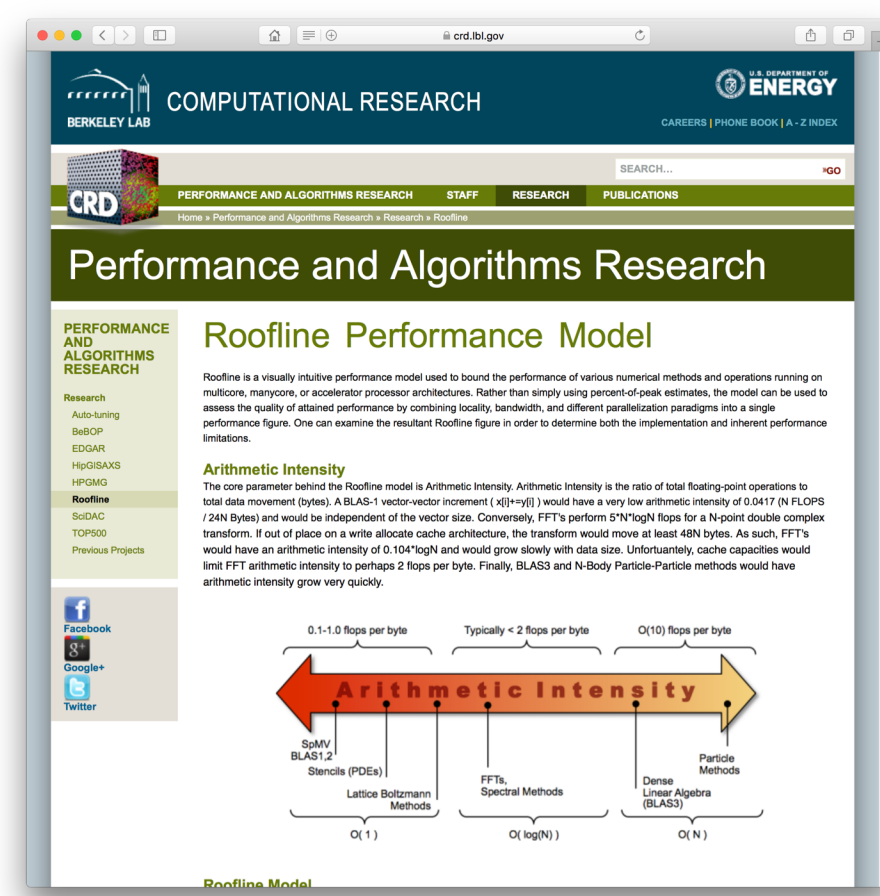 crd.lbl.gov
BERKELEY LAB
COMPUTATIONAL RESEARCH
U.S. DEPARTMENT OF
ENERGY
CAREERS | PHONE BOOK | A - Z INDEX
CRD
SEARCH...
»GO
PERFORMANCE AND ALGORITHMS RESEARCH STAFF RESEARCH PUBLICATIONS
Home » Performance and Algorithms Research » Research » Roofline
Performance and Algorithms Research
PERFORMANCE
AND
ALGORITHMS
RESEARCH
Research
Auto-tuning
BeBOP
EDGAR
HipGISAXS
HPGMG
Roofline
SciDAC
TOP500
Previous Projects
Facebook
Google+
Twitter
Roofline Performance Model
Roofline is a visually intuitive performance model used to bound the performance of various numerical methods and operations running on
multicore, manycore, or accelerator processor architectures. Rather than simply using percent-of-peak estimates, the model can be used to
assess the quality of attained performance by combining locality, bandwidth, and different parallelization paradigms into a single
performance figure. One can examine the resultant Roofline figure in order to determine both the implementation and inherent performance
limitations.
Arithmetic Intensity
The core parameter behind the Roofline model is Arithmetic Intensity. Arithmetic Intensity is the ratio of total floating-point operations to
total data movement (bytes). A BLAS-1 vector-vector increment ( x[i]+=y[i] ) would have a very low arithmetic intensity of 0.0417 (N FLOPS
/ 24N Bytes) and would be independent of the vector size. Conversely, FFT's perform 5*N*logN flops for a N-point double complex
transform. If out of place on a write allocate cache architecture, the transform would move at least 48N bytes. As such, FFT's
would have an arithmetic intensity of 0.104*logN and would grow slowly with data size. Unfortuantely, cache capacities would
limit FFT arithmetic intensity to perhaps 2 flops per byte. Finally, BLAS3 and N-Body Particle-Particle methods would have
arithmetic intensity grow very quickly.
0.1-1.0 flops per byte Typically < 2 flops per byte O(10) flops per byte
Arithmetic Intensity
SpMV
BLAS1,2
Stencils (PDEs)
Lattice Boltzmann
Methods
FFTs,
Spectral Methods
Dense
Linear Algebra
(BLAS3)
Particle
Methods
O( 1 ) O( log(N) ) O( N )
Roofline Model